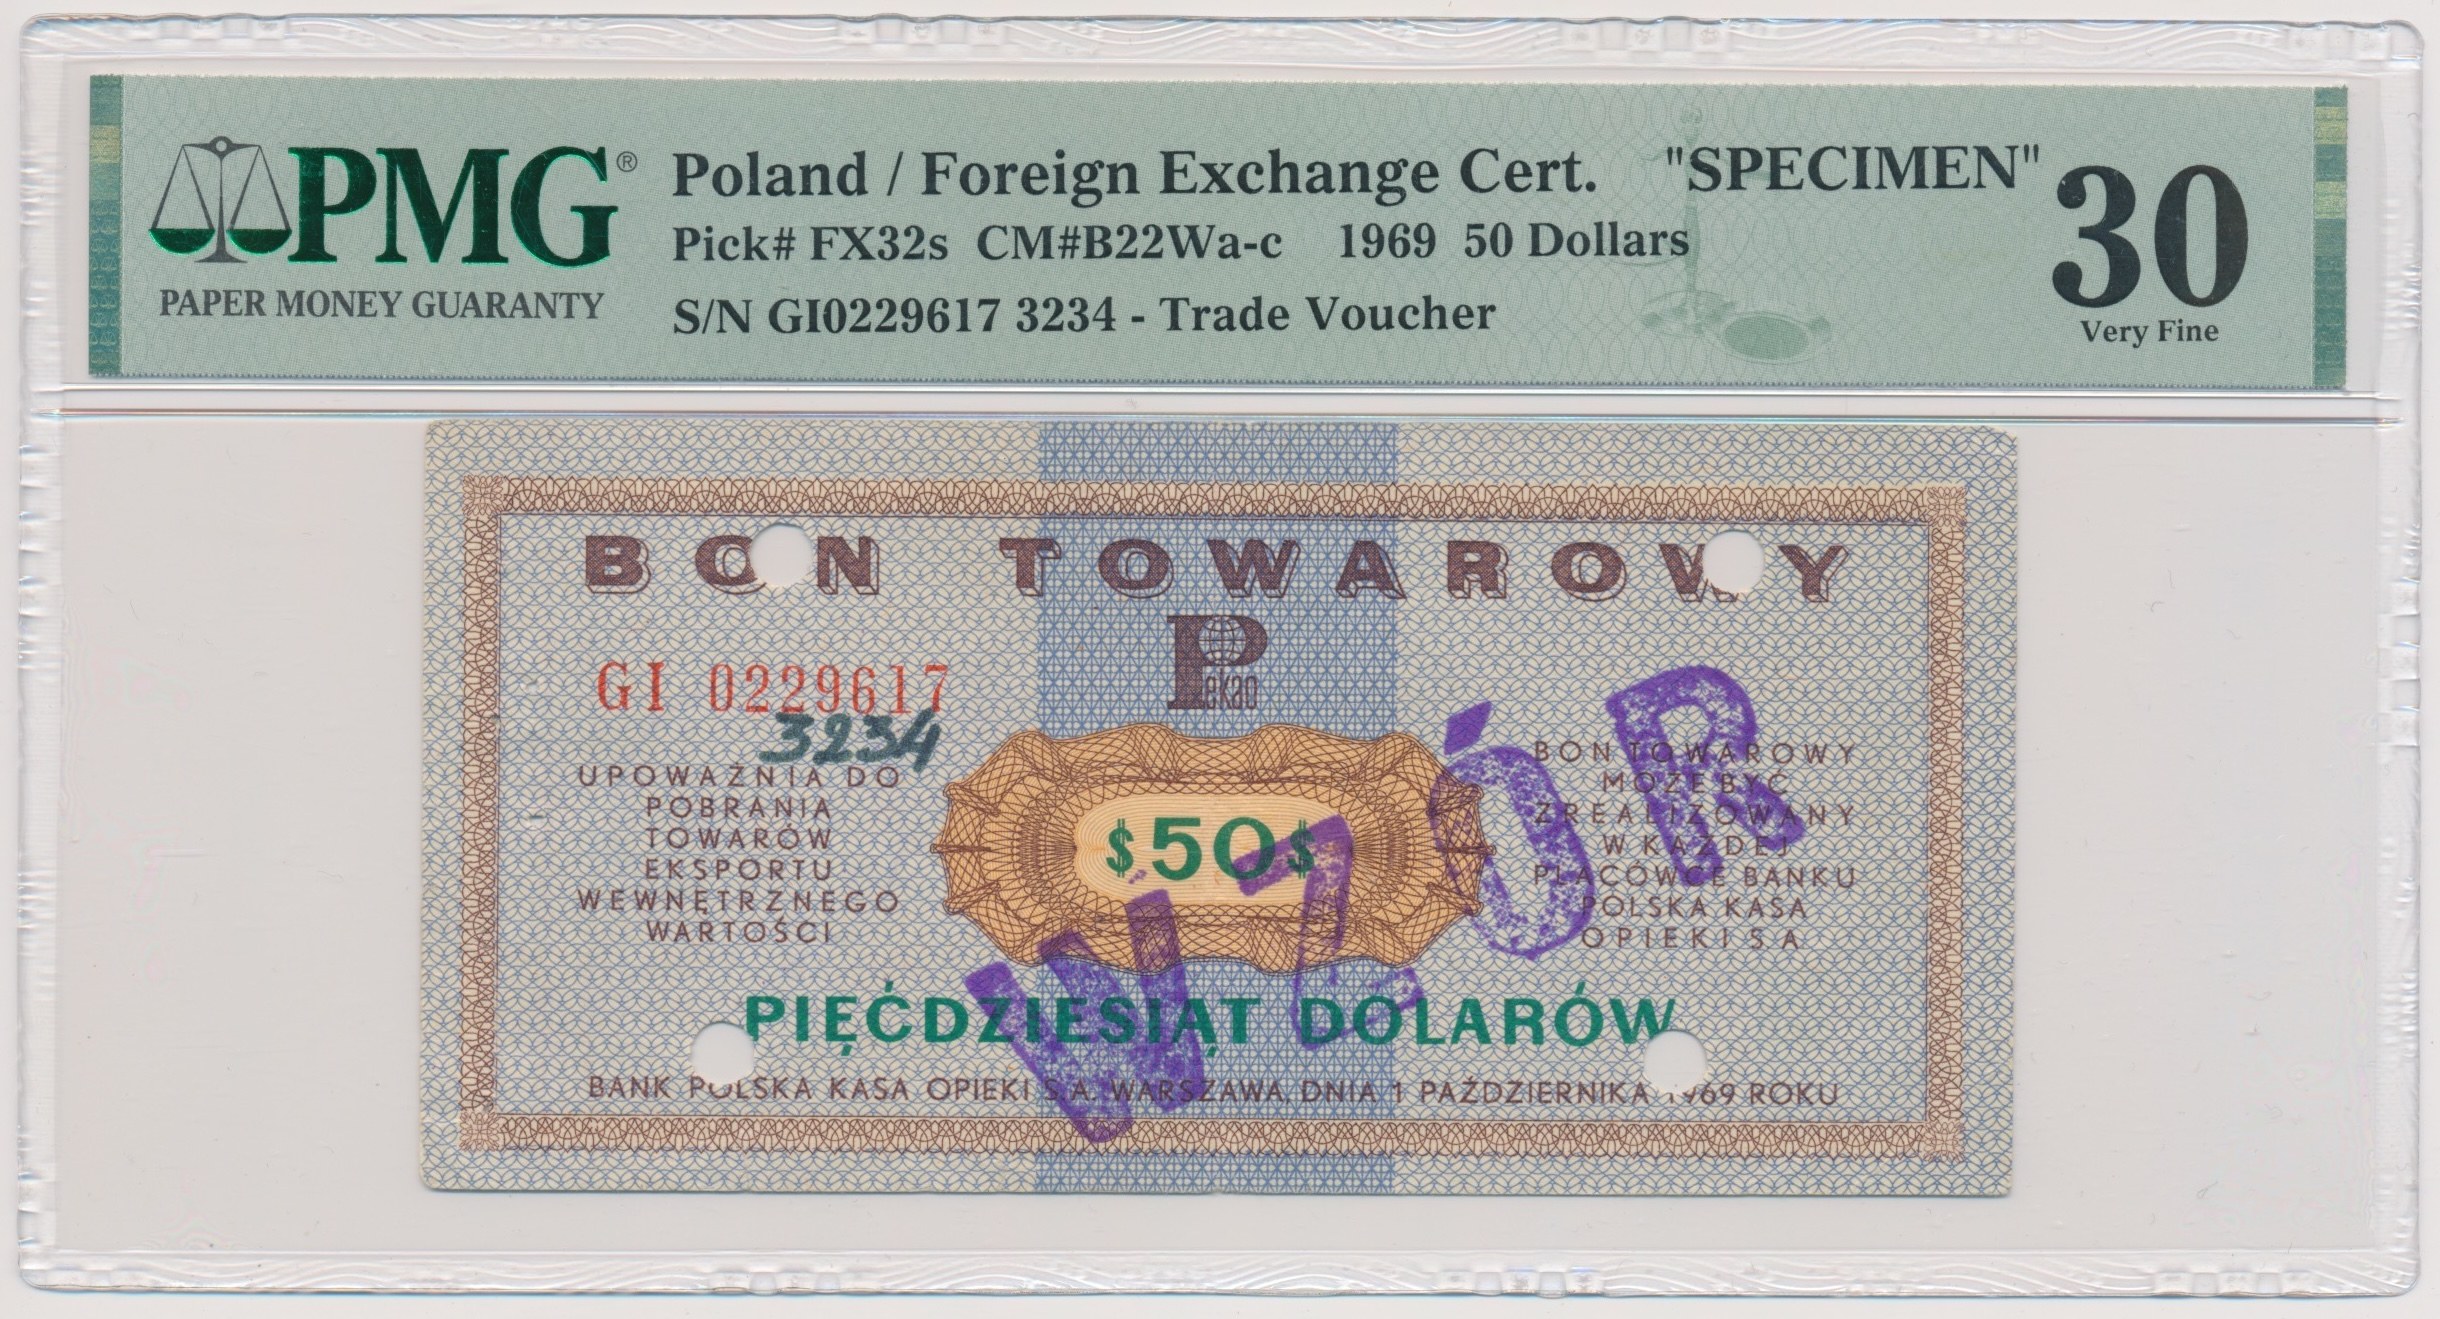 PMG®
PAPER MONEY GUARANTY
Poland / Foreign Exchange Cert. "SPECIMEN"
Pick# FX32s CM#B22Wa-c 1969 50 Dollars
S/N GI0229617 3234 - Trade Voucher
30
Very Fine
BON TOWAROWY
Pekao
GI 0229617
3234
UPOWAŻNIA DO
POBRANIA
TOWARÓW
EKSPORTU
WEWNĘTRZNEGO
WARTOŚCI
$50$
BON TOWAROWY
MOŻE BYĆ
ZREALIZOWANY
W KAŻDEJ
PLACÓWCE BANKU
POLSKA KASA
OPIEKI S.A.
WZÓR
PIĘĆDZIESIĄT DOLARÓW
BANK POLSKA KASA OPIEKI S.A. WARSZAWA, DNIA 1 PAŹDZIERNIKA 1969 ROKU